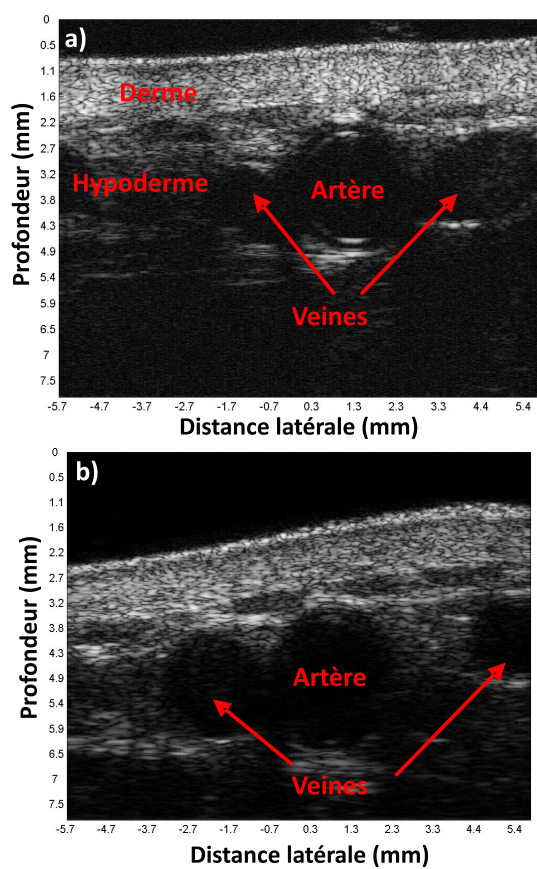 a)
0
0.5
1.1
1.6
2.2
2.7
3.2
3.8
4.3
4.9
5.4
5.9
6.5
7
7.5
Profondeur (mm)
Derme
Hypoderme
Artère
Veines
-5.7 -4.7 -3.7 -2.7 -1.7 -0.7 0.3 1.3 2.3 3.3 4.4 5.4
Distance latérale (mm)
b)
0
0.5
1.1
1.6
2.2
2.7
3.2
3.8
4.3
4.9
5.4
5.9
6.5
7
7.5
Profondeur (mm)
Artère
Veines
-5.7 -4.7 -3.7 -2.7 -1.7 -0.7 0.3 1.3 2.3 3.3 4.4 5.4
Distance latérale (mm)